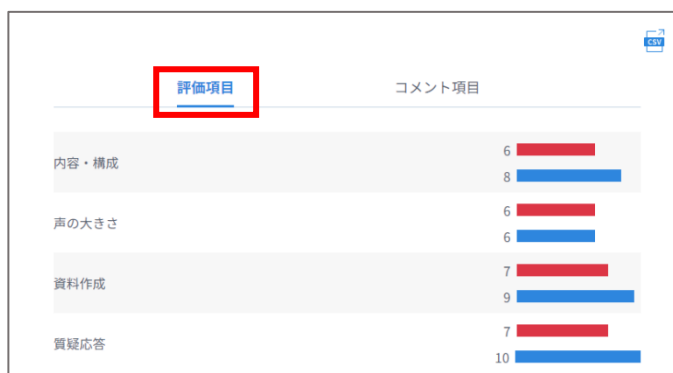 CSV
評価項目 コメント項目
内容・構成 6
8
声の大きさ 6
6
資料作成 7
9
質疑応答 7
10